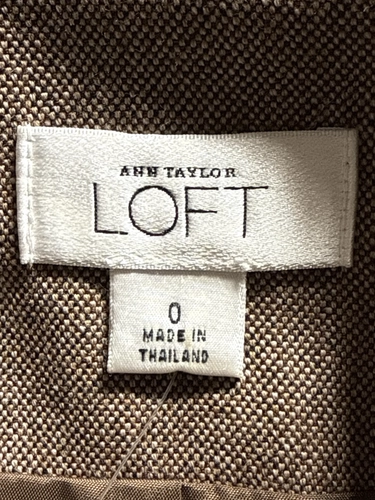 ANN TAYLOR
LOFT
0
MADE IN
THAILAND